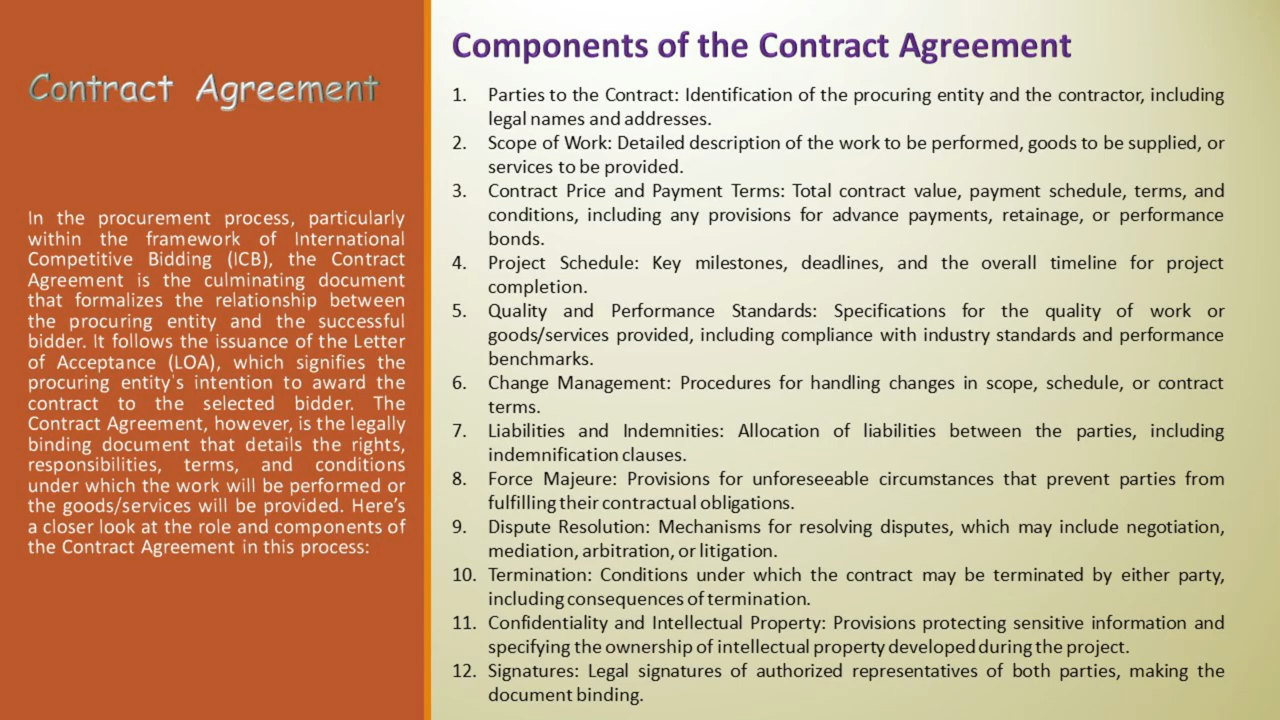 Contract Agreement
In the procurement process, particularly
within the framework of International
Competitive Bidding (ICB), the Contract
Agreement is the culminating document
that formalizes the relationship between
the procuring entity and the successful
bidder. It follows the issuance of the Letter
of Acceptance (LOA), which signifies the
procuring entity's intention to award the
contract to the selected bidder. The
Contract Agreement, however, is the legally
binding document that details the rights,
responsibilities, terms, and conditions
under which the work will be performed or
the goods/services will be provided. Here's
a closer look at the role and components of
the Contract Agreement in this process:
Components of the Contract Agreement
1. Parties to the Contract: Identification of the procuring entity and the contractor, including
legal names and addresses.
2. Scope of Work: Detailed description of the work to be performed, goods to be supplied, or
services to be provided.
3. Contract Price and Payment Terms: Total contract value, payment schedule, terms, and
conditions, including any provisions for advance payments, retainage, or performance
bonds.
4. Project Schedule: Key milestones, deadlines, and the overall timeline for project
completion.
5. Quality and Performance Standards: Specifications for the quality of work or
goods/services provided, including compliance with industry standards and performance
benchmarks.
6. Change Management: Procedures for handling changes in scope, schedule, or contract
terms.
7. Liabilities and Indemnities: Allocation of liabilities between the parties, including
indemnification clauses.
8. Force Majeure: Provisions for unforeseeable circumstances that prevent parties from
fulfilling their contractual obligations.
9. Dispute Resolution: Mechanisms for resolving disputes, which may include negotiation,
mediation, arbitration, or litigation.
10. Termination: Conditions under which the contract may be terminated by either party,
including consequences of termination.
11. Confidentiality and Intellectual Property: Provisions protecting sensitive information and
specifying the ownership of intellectual property developed during the project.
12. Signatures: Legal signatures of authorized representatives of both parties, making the
document binding.